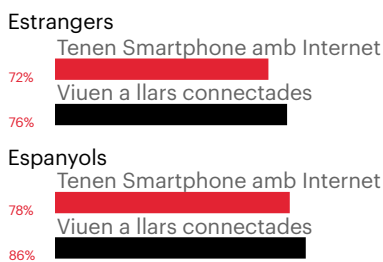 Estrangers
Tenen Smartphone amb Internet
72%
Viuen a llars connectades
76%
Espanyols
Tenen Smartphone amb Internet
78%
Viuen a llars connectades
86%